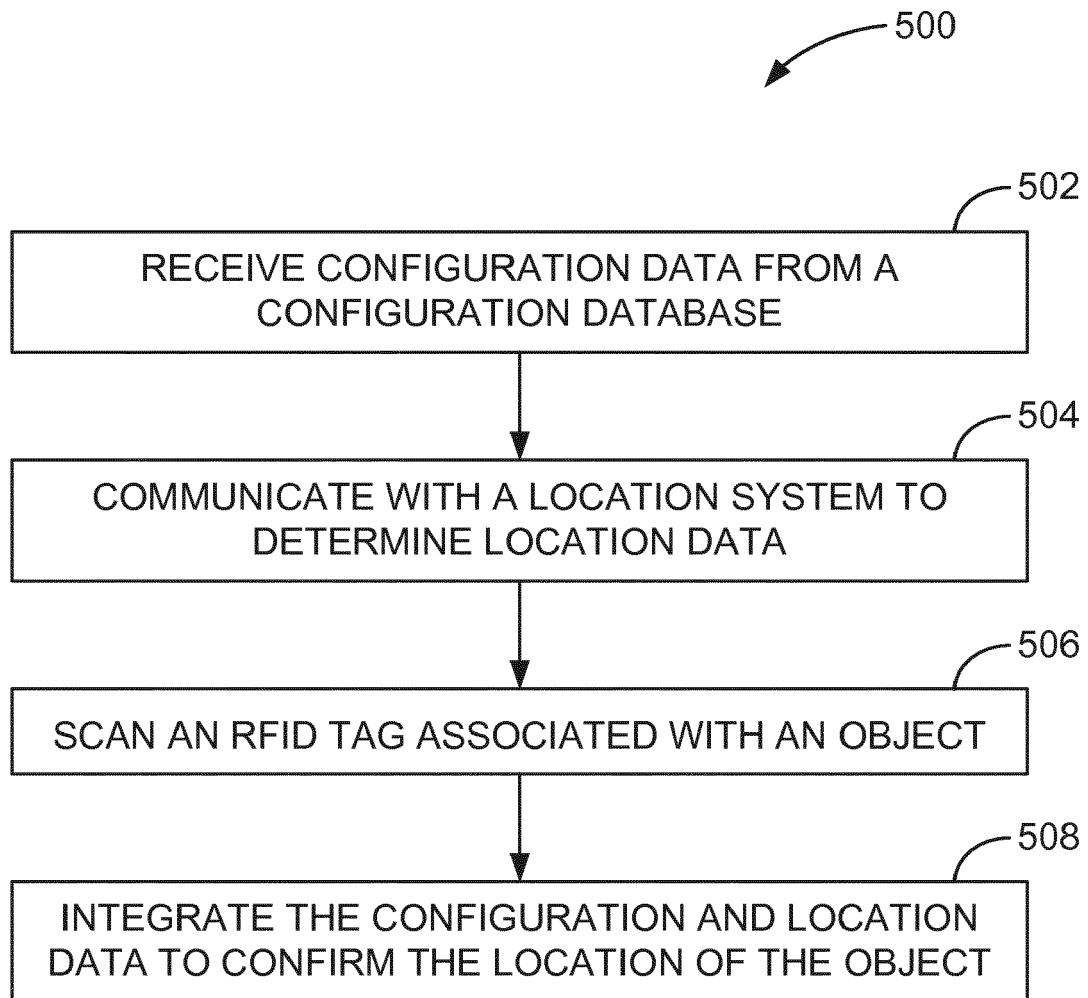 500
502
RECEIVE CONFIGURATION DATA FROM A
CONFIGURATION DATABASE
504
COMMUNICATE WITH A LOCATION SYSTEM TO
DETERMINE LOCATION DATA
506
SCAN AN RFID TAG ASSOCIATED WITH AN OBJECT
508
INTEGRATE THE CONFIGURATION AND LOCATION
DATA TO CONFIRM THE LOCATION OF THE OBJECT